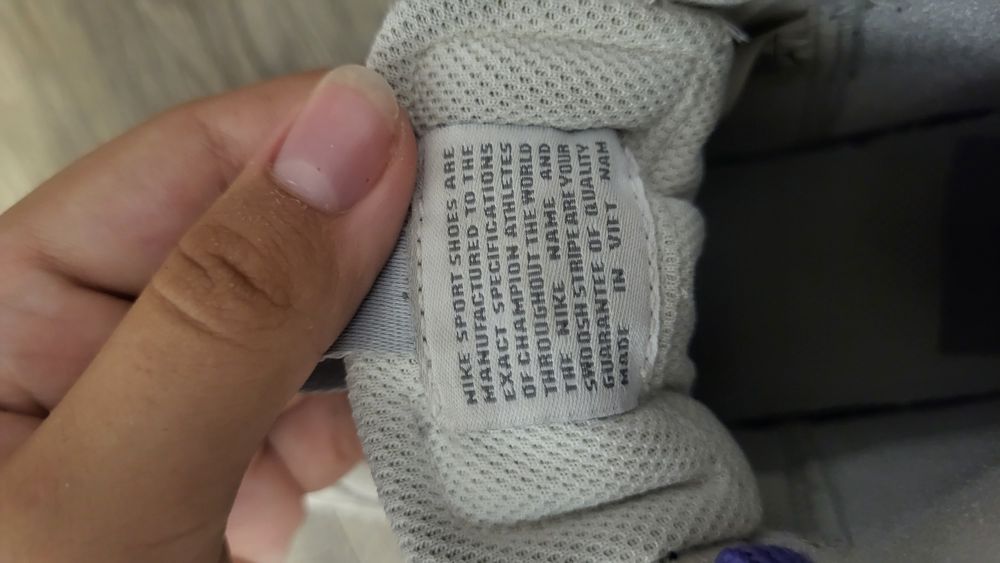 NIKE SPORT SHOES ARE
MANUFACTURED TO THE
EXACT SPECIFICATIONS
OF CHAMPION ATHLETES
THROUGHOUT THE WORLD
THE NIKE NAME AND
SWOOSH STRIPE ARE YOUR
GUARANTEE OF QUALITY
MADE IN VIET NAM